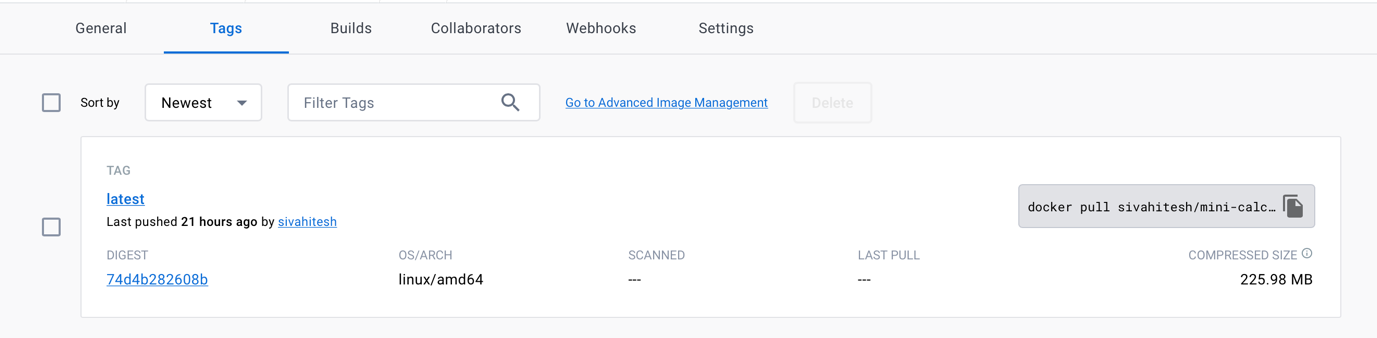 General Tags Builds Collaborators Webhooks Settings
Sort by Newest Filter Tags Go to Advanced Image Management Delete
TAG
latest
Last pushed 21 hours ago by sivahitesh
docker pull sivahitesh/mini-calc…
DIGEST OS/ARCH SCANNED LAST PULL COMPRESSED SIZE
74d4b282608b linux/amd64 --- --- 225.98 MB